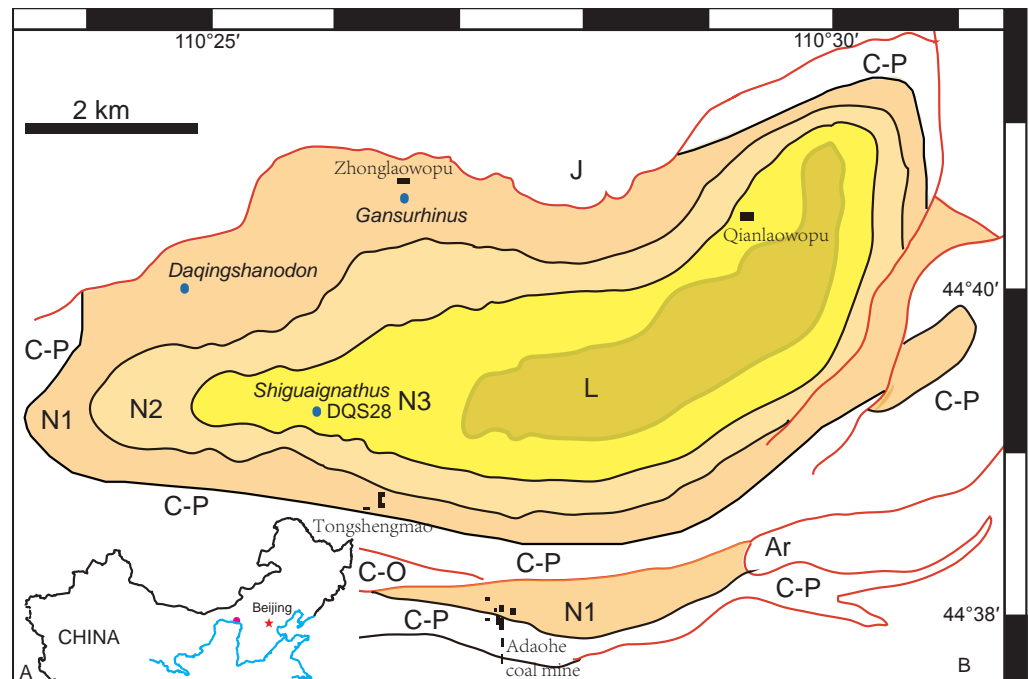 110°25′
110°30′
C-P
2 km
Zhonglaowopu
J
Gansurhinus
Qianlaowopu
Daqingshanodon
44°40′
C-P
Shiguaignathus
N3
L
C-P
N1
N2
DQS28
C-P
Tongshengmao
C-P
Ar
C-O
C-P
Beijing
N1
44°38′
C-P
CHINA
Adaohe
coal mine
A
B